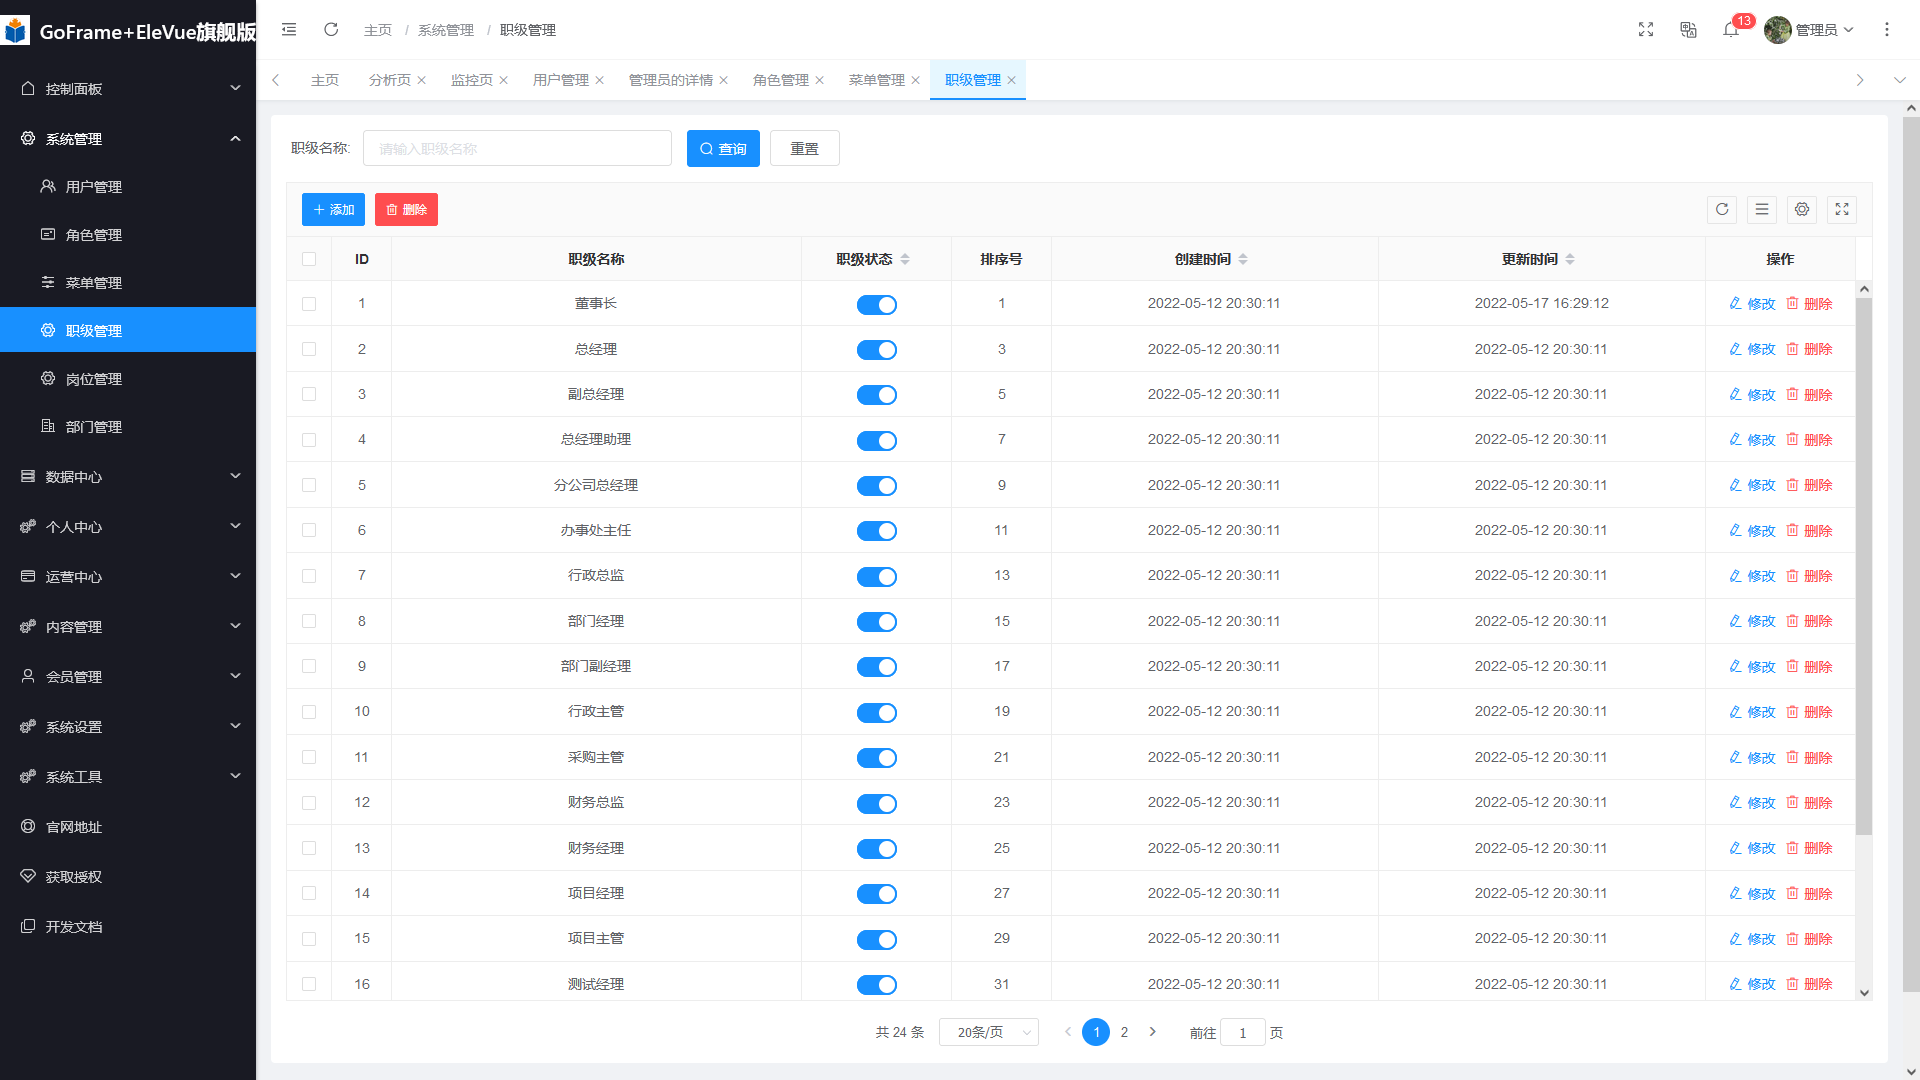 GoFrame+EleVue旗舰版
主页 / 系统管理 / 职级管理
13
管理员
主页 分析页 监控页 用户管理 管理员的详情 角色管理 菜单管理 职级管理
控制面板
系统管理
用户管理
角色管理
菜单管理
职级管理
岗位管理
部门管理
数据中心
个人中心
运营中心
内容管理
会员管理
系统设置
系统工具
官网地址
获取授权
开发文档
职级名称: 请输入职级名称 查询 重置
添加 删除
ID 职级名称 职级状态 排序号 创建时间 更新时间 操作
1 董事长 1 2022-05-12 20:30:11 2022-05-17 16:29:12 修改 删除
2 总经理 3 2022-05-12 20:30:11 2022-05-12 20:30:11 修改 删除
3 副总经理 5 2022-05-12 20:30:11 2022-05-12 20:30:11 修改 删除
4 总经理助理 7 2022-05-12 20:30:11 2022-05-12 20:30:11 修改 删除
5 分公司总经理 9 2022-05-12 20:30:11 2022-05-12 20:30:11 修改 删除
6 办事处主任 11 2022-05-12 20:30:11 2022-05-12 20:30:11 修改 删除
7 行政总监 13 2022-05-12 20:30:11 2022-05-12 20:30:11 修改 删除
8 部门经理 15 2022-05-12 20:30:11 2022-05-12 20:30:11 修改 删除
9 部门副经理 17 2022-05-12 20:30:11 2022-05-12 20:30:11 修改 删除
10 行政主管 19 2022-05-12 20:30:11 2022-05-12 20:30:11 修改 删除
11 采购主管 21 2022-05-12 20:30:11 2022-05-12 20:30:11 修改 删除
12 财务总监 23 2022-05-12 20:30:11 2022-05-12 20:30:11 修改 删除
13 财务经理 25 2022-05-12 20:30:11 2022-05-12 20:30:11 修改 删除
14 项目经理 27 2022-05-12 20:30:11 2022-05-12 20:30:11 修改 删除
15 项目主管 29 2022-05-12 20:30:11 2022-05-12 20:30:11 修改 删除
16 测试经理 31 2022-05-12 20:30:11 2022-05-12 20:30:11 修改 删除
共 24 条 20条/页 1 2 前往 1 页